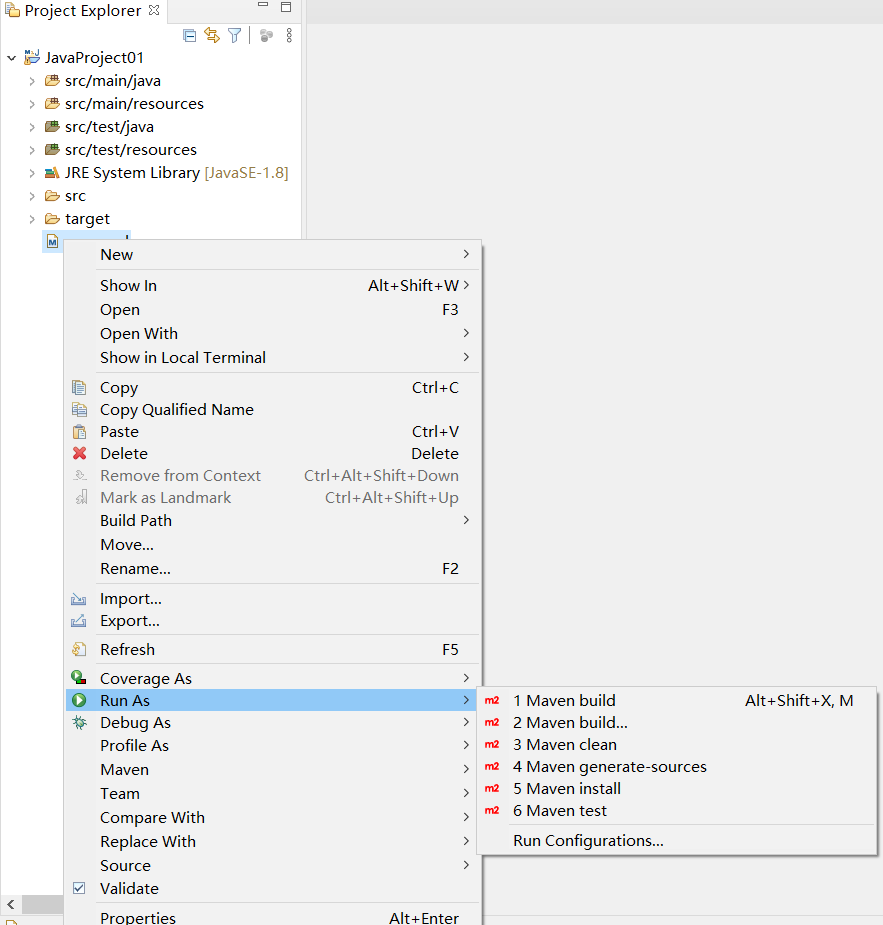 Project Explorer
JavaProject01
src/main/java
src/main/resources
src/test/java
src/test/resources
JRE System Library [JavaSE-1.8]
src
target
New
Show In Alt+Shift+W
Open F3
Open With
Show in Local Terminal
Copy Ctrl+C
Copy Qualified Name
Paste Ctrl+V
Delete Delete
Remove from Context Ctrl+Alt+Shift+Down
Mark as Landmark Ctrl+Alt+Shift+Up
Build Path
Move...
Rename... F2
Import...
Export...
Refresh F5
Coverage As
Run As
Debug As
Profile As
Maven
Team
Compare With
Replace With
Source
Validate
Properties Alt+Enter
m2 1 Maven build Alt+Shift+X, M
m2 2 Maven build...
m2 3 Maven clean
m2 4 Maven generate-sources
m2 5 Maven install
m2 6 Maven test
Run Configurations...